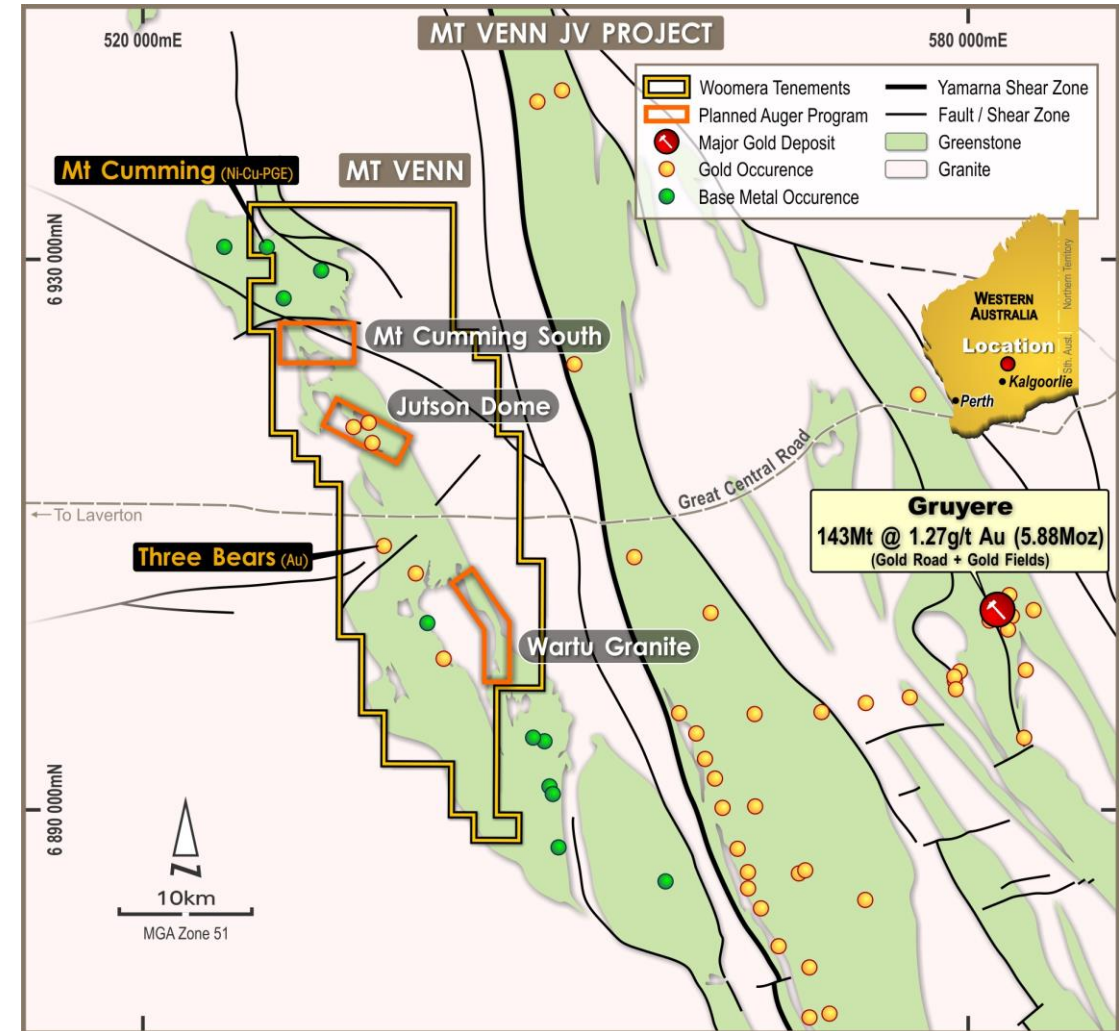 MT VENN JV PROJECT
520 000mE
580 000mE
Woomera Tenements
Planned Auger Program
Major Gold Deposit
Gold Occurence
Base Metal Occurence
Yamarna Shear Zone
Fault / Shear Zone
Greenstone
Granite
Mt Cumming (Ni-Cu-PGE)
MT VENN
6 930 000mN
WESTERN
AUSTRALIA
Northern Territory
Sth. Aust.
Location
Kalgoorlie
Perth
Mt Cumming South
Jutson Dome
Great Central Road
←To Laverton
Three Bears (Au)
Gruyere
143Mt @ 1.27g/t Au (5.88Moz)
(Gold Road + Gold Fields)
Wartu Granite
6 890 000mN
N
10km
MGA Zone 51